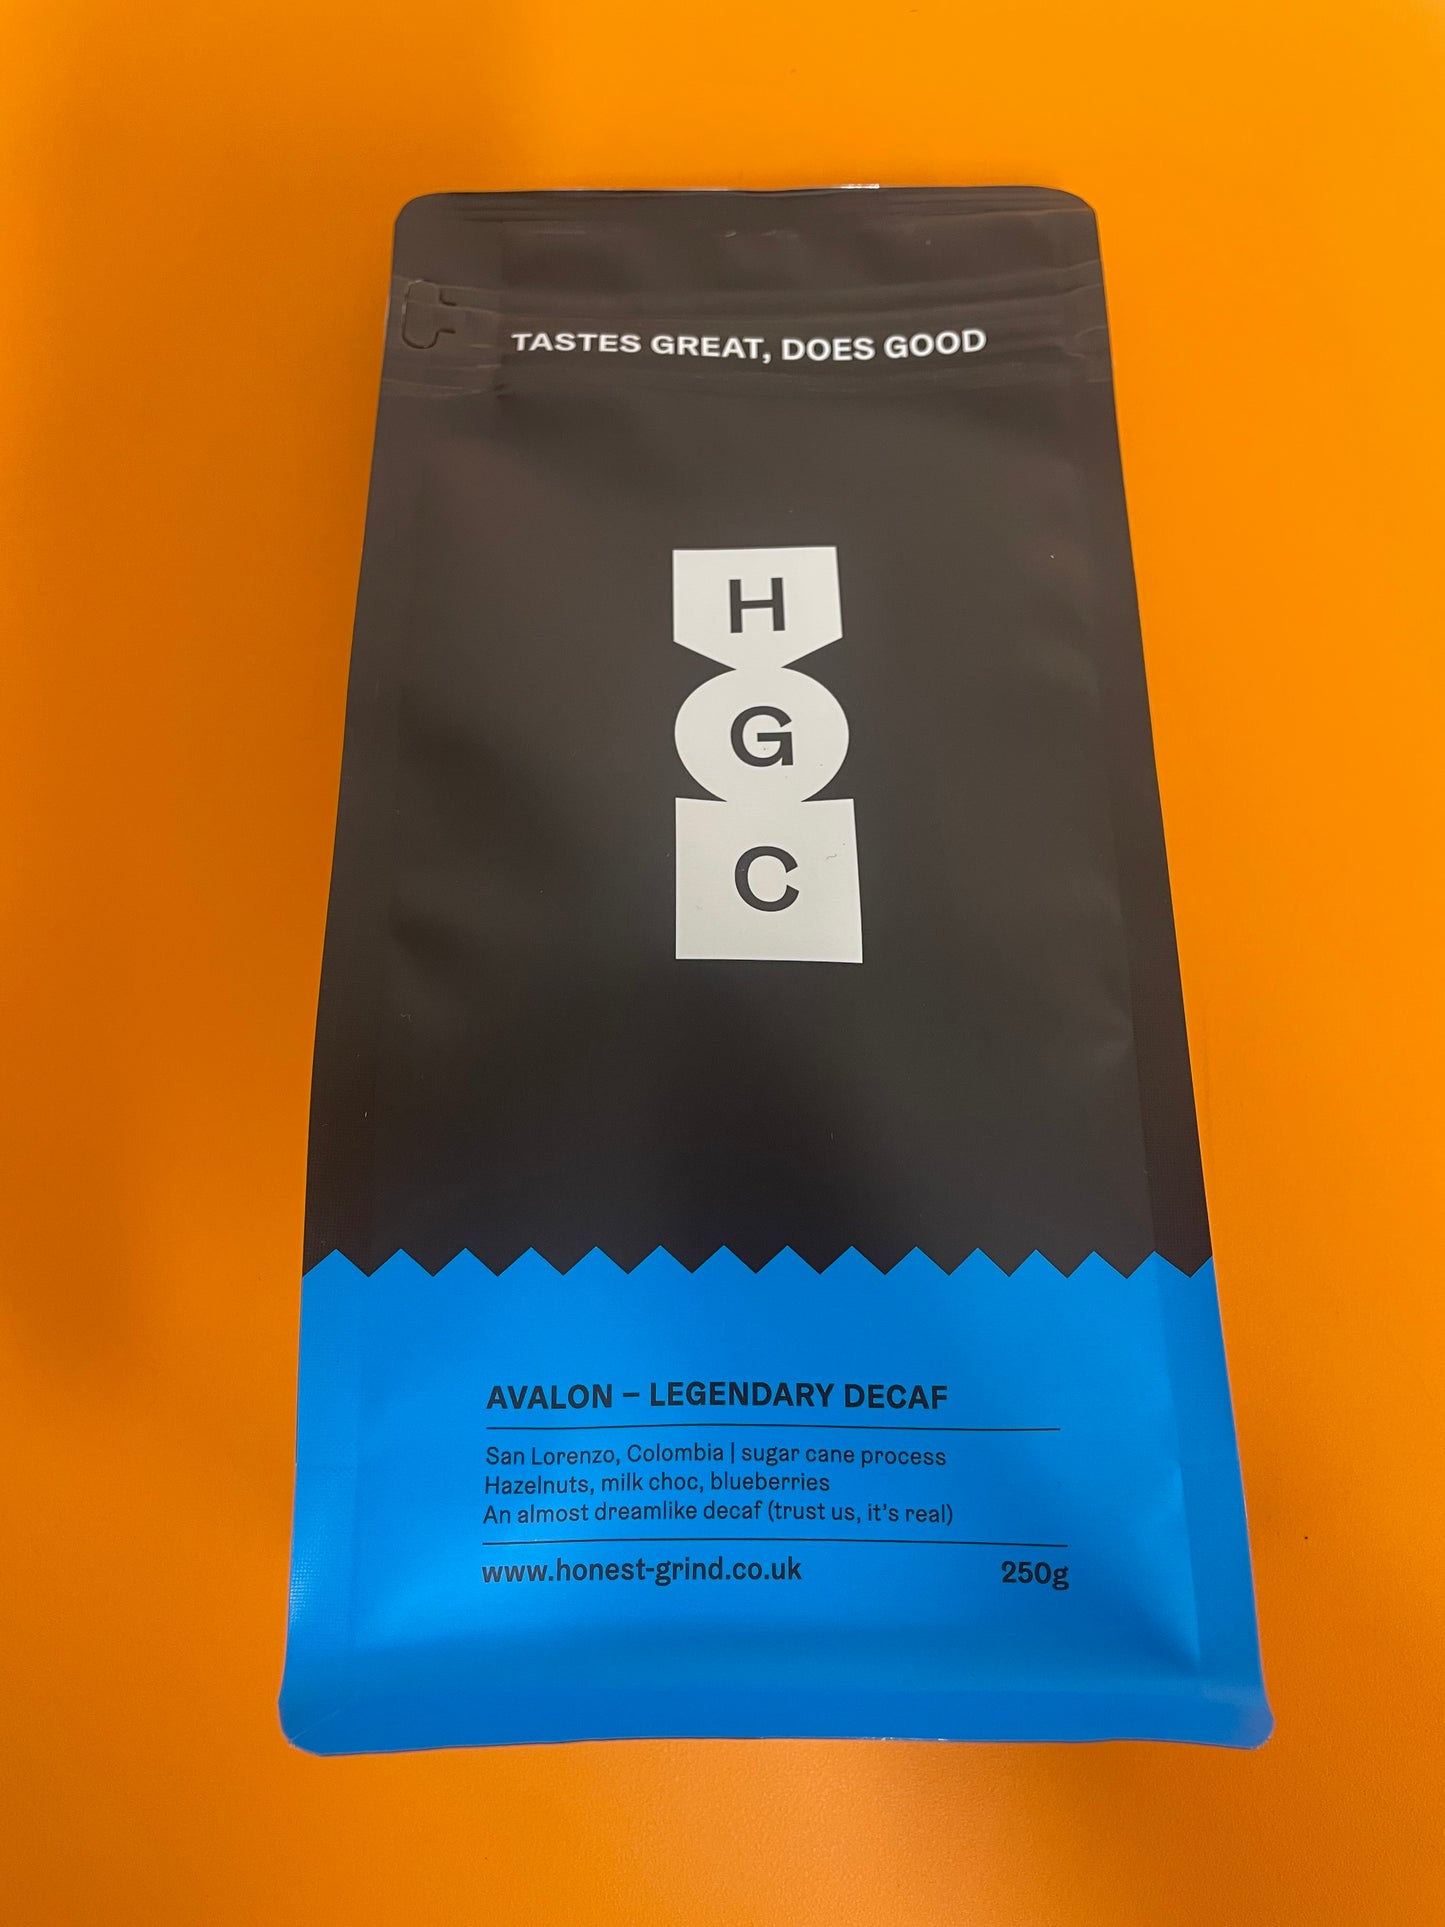 TASTES GREAT, DOES GOOD
H
G
C
AVALON – LEGENDARY DECAF
San Lorenzo, Colombia | sugar cane process
Hazelnuts, milk choc, blueberries
An almost dreamlike decaf (trust us, it's real)
www.honest-grind.co.uk 250g